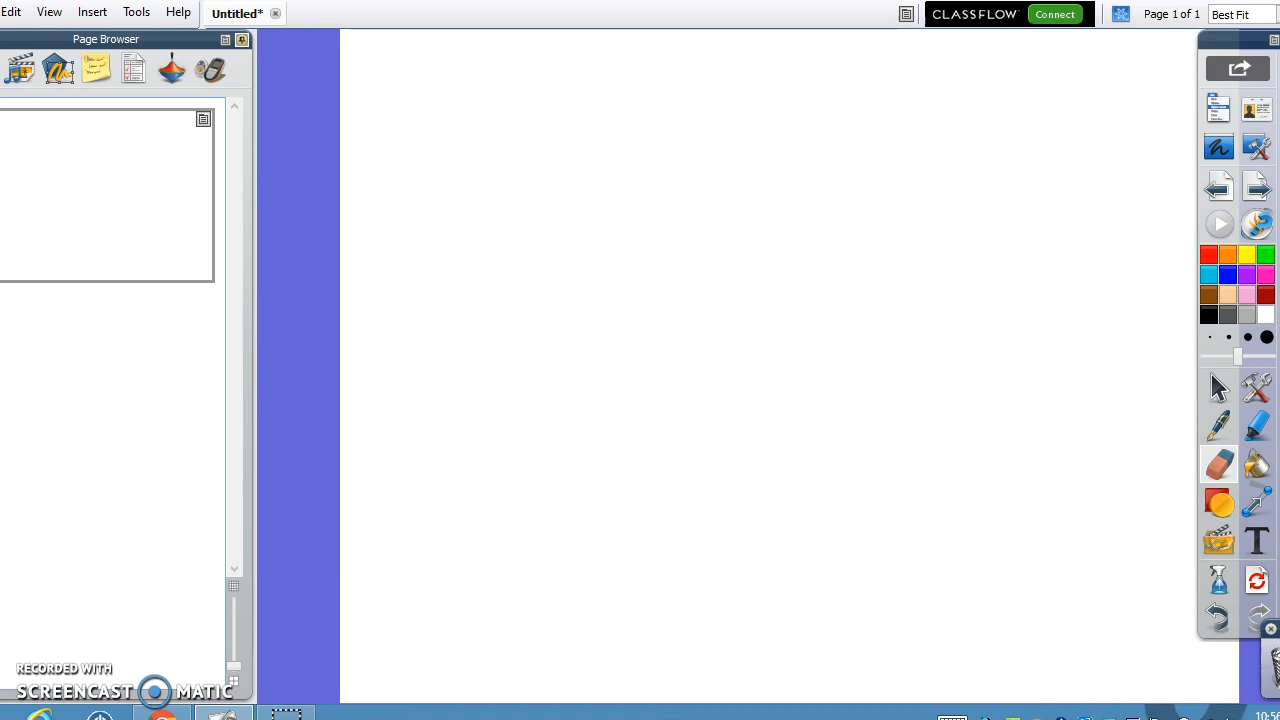 Edit View Insert Tools Help Untitled* CLASSFLOW Connect Page 1 of 1 Best Fit
Page Browser
T
RECORDED WITH
SCREENCAST MATIC